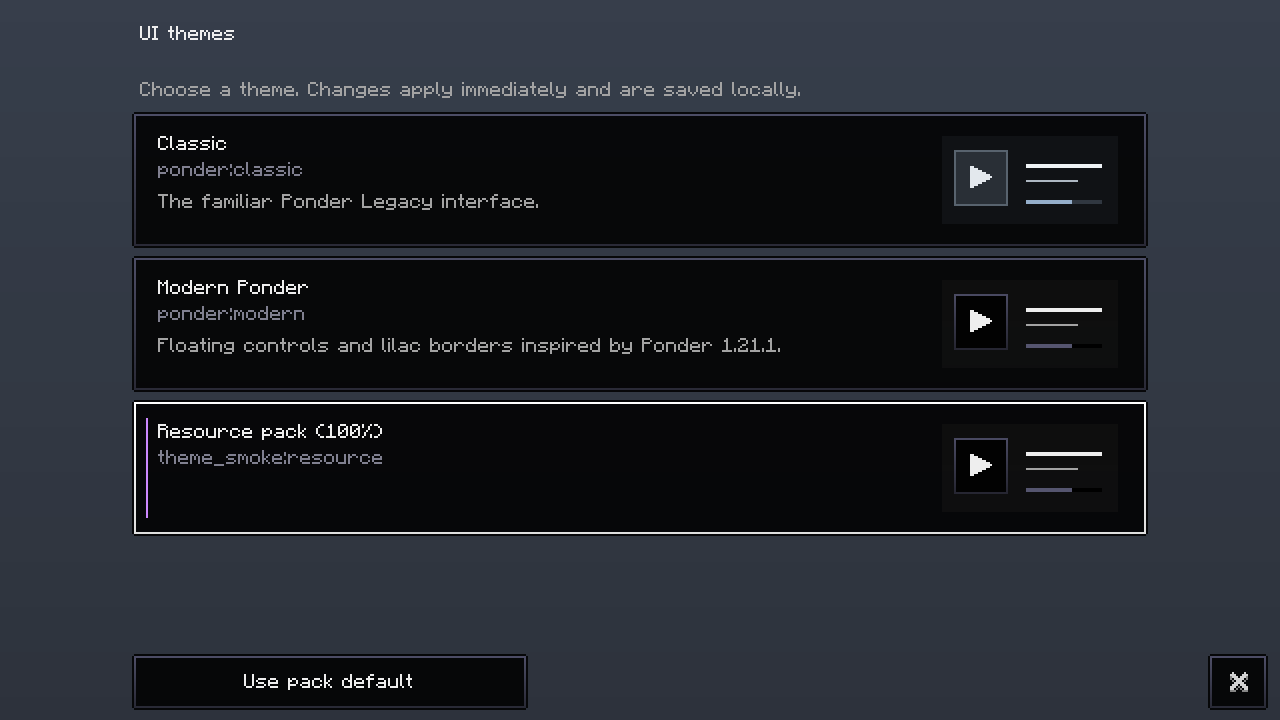 UI themes
Choose a theme. Changes apply immediately and are saved locally.
Classic
ponder:classic
The familiar Ponder Legacy interface.
Modern Ponder
ponder:modern
Floating controls and lilac borders inspired by Ponder 1.21.1.
Resource pack (100%)
theme_smoke:resource
Use pack default